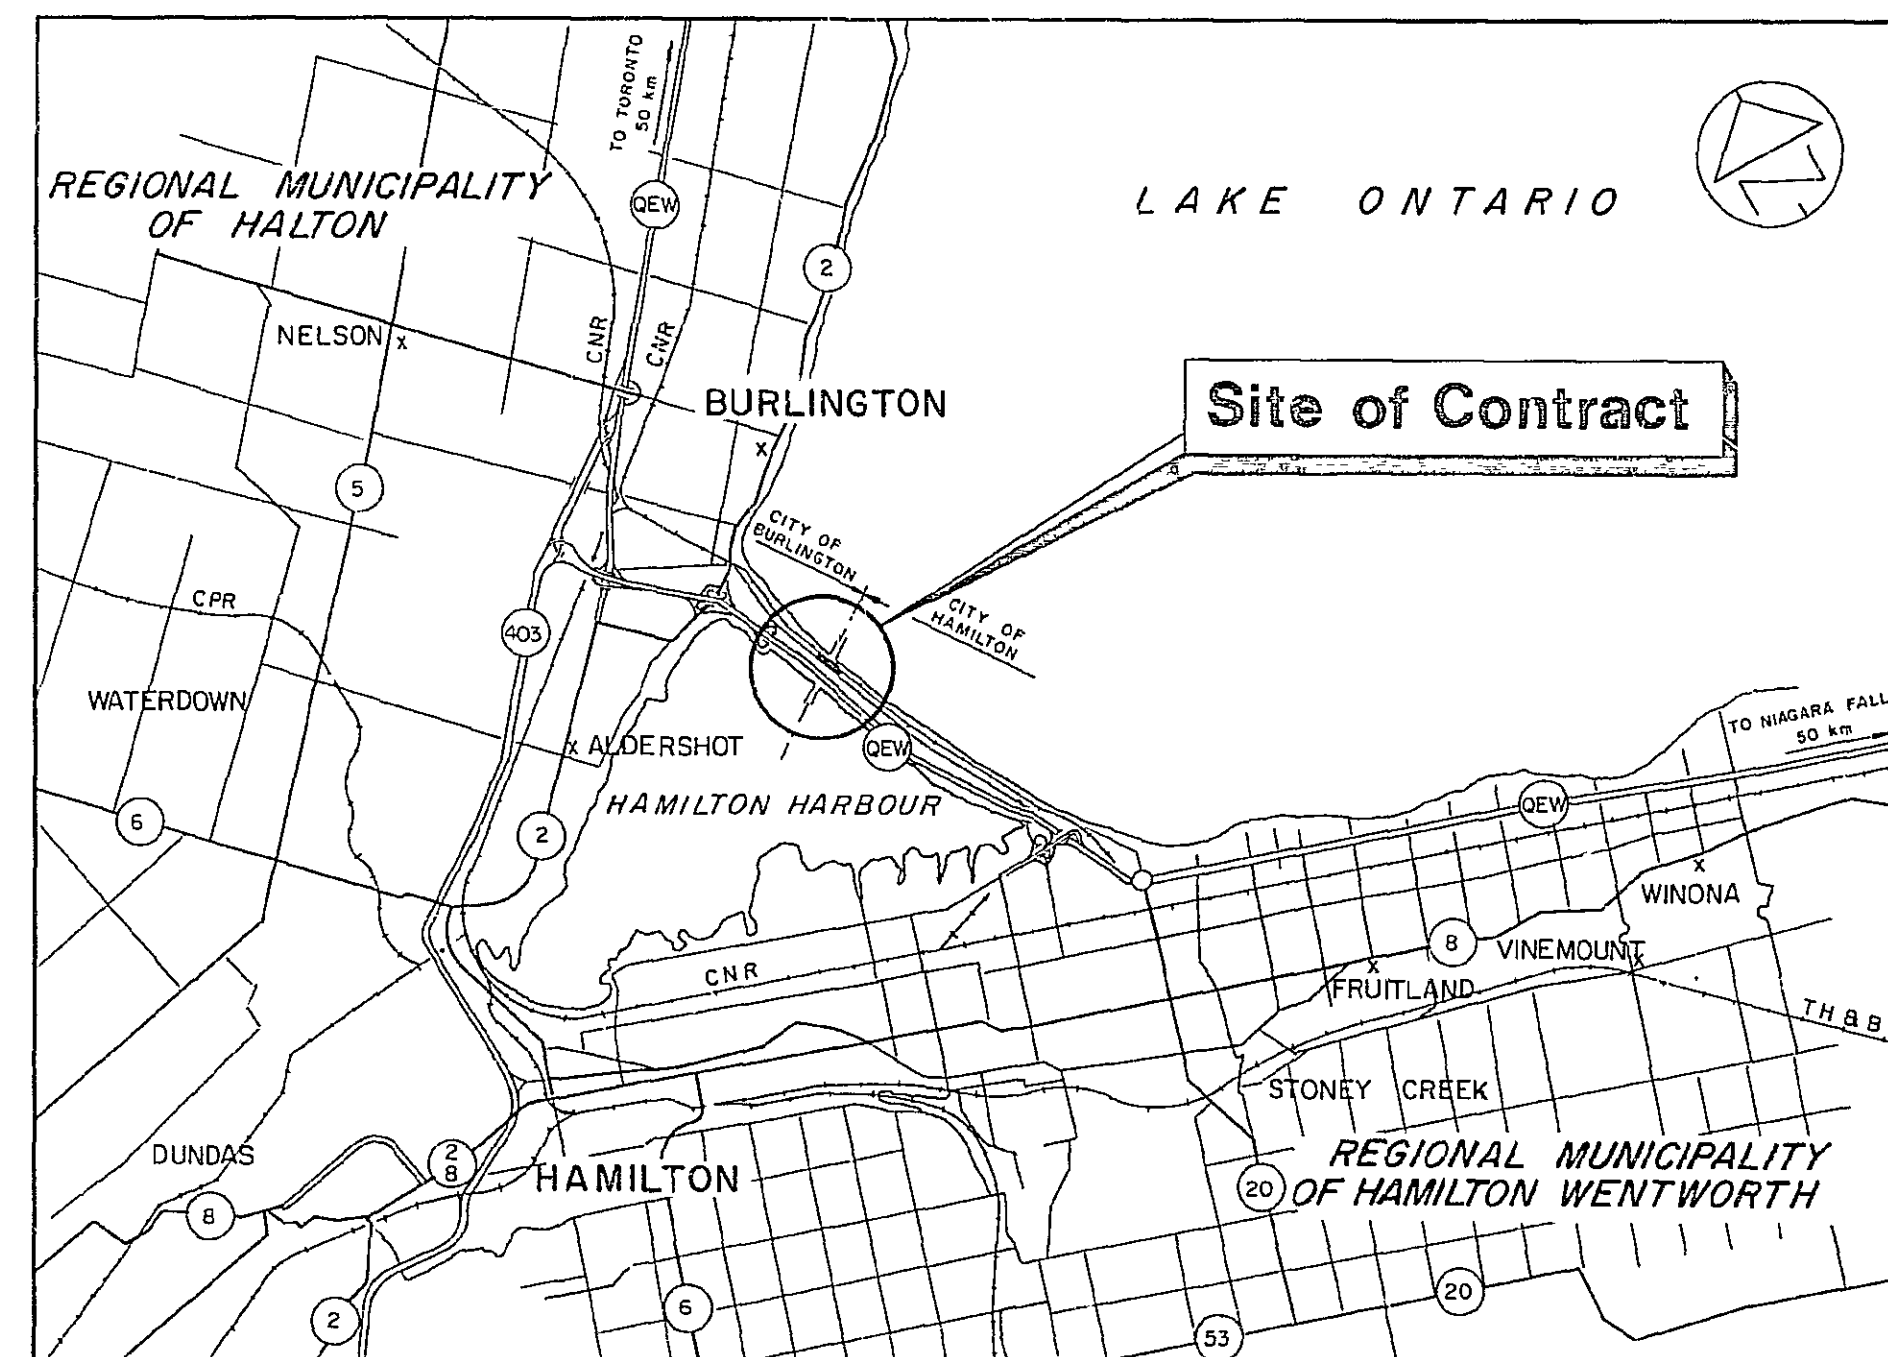 TO TORONTO
50 km
REGIONAL MUNICIPALITY
OF HALTON
QEW
LAKE ONTARIO
2
NELSON
CNR
CNR
BURLINGTON
Site of Contract
5
CITY OF
BURLINGTON
CITY OF
HAMILTON
CPR
403
WATERDOWN
ALDERSHOT
QEW
TO NIAGARA FALL
50 km
HAMILTON HARBOUR
QEW
6
2
WINONA
8
VINEMOUNT
CNR
FRUITLAND
TH&B
STONEY CREEK
DUNDAS
2
8
HAMILTON
REGIONAL MUNICIPALITY
OF HAMILTON WENTWORTH
20
8
2
6
20
53